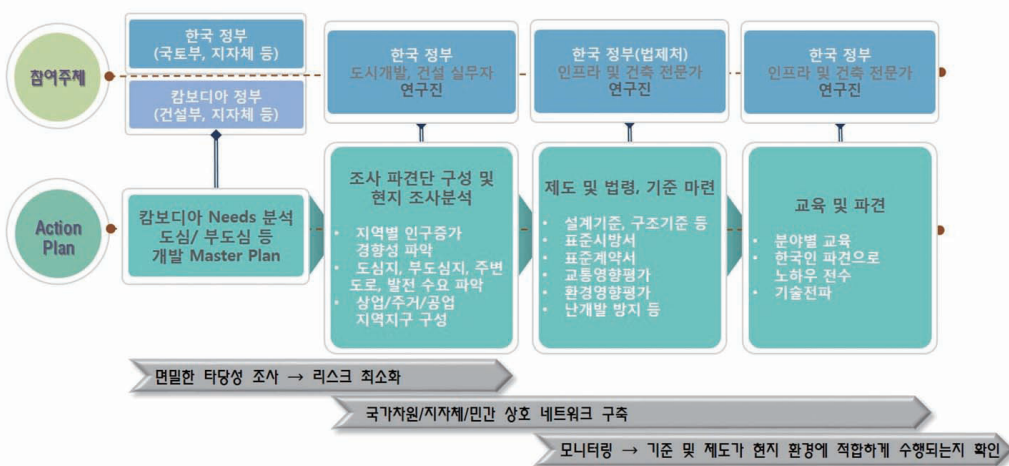 참여주체
한국 정부
(국토부, 지자체 등)
캄보디아 정부
(건설부, 지자체 등)
한국 정부
도시개발, 건설 실무자
연구진
한국 정부(법제처)
인프라 및 건축 전문가
연구진
한국 정부
인프라 및 건축 전문가
연구진
Action
Plan
캄보디아 Needs 분석
도심/ 부도심 등
개발 Master Plan
조사 파견단 구성 및
현지 조사분석
• 지역별 인구증가
경향성 파악
• 도심지, 부도심지, 주변
도로, 발전 수요 파악
• 상업/주거/공업
지역지구 구성
제도 및 법령, 기준 마련
• 설계기준, 구조기준 등
• 표준시방서
• 표준계약서
• 교통영향평가
• 환경영향평가
• 난개발 방지 등
교육 및 파견
• 분야별 교육
• 한국인 파견으로
노하우 전수
• 기술전파
면밀한 타당성 조사 → 리스크 최소화
국가차원/지자체/민간 상호 네트워크 구축
모니터링 → 기준 및 제도가 현지 환경에 적합하게 수행되는지 확인